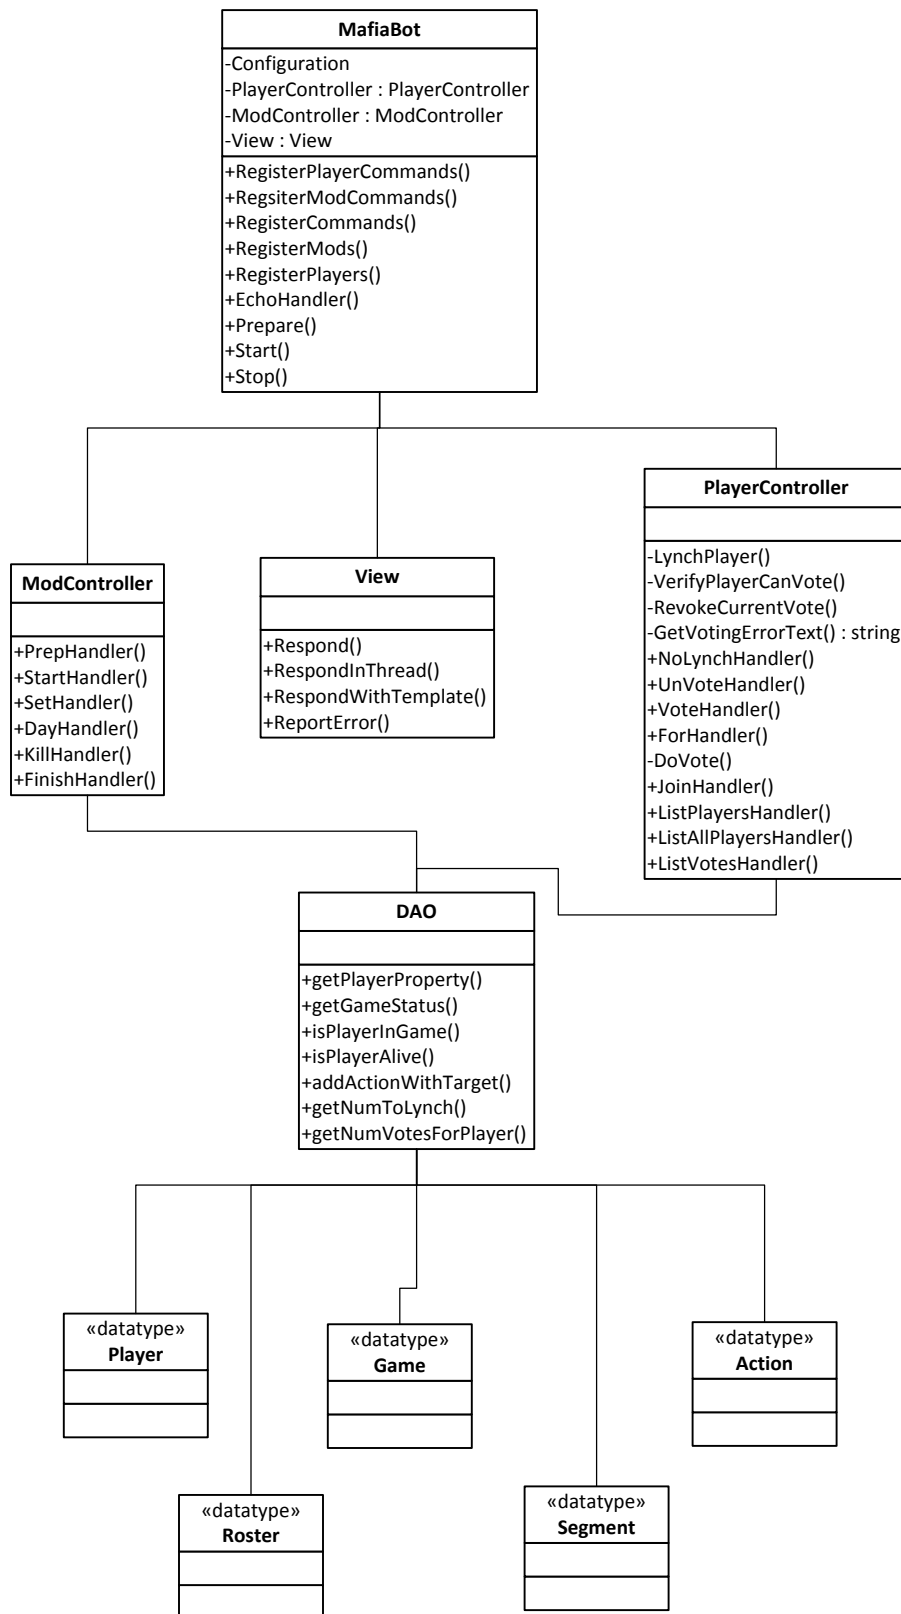 MafiaBot
-Configuration
-PlayerController : PlayerController
-ModController : ModController
-View : View
+RegisterPlayerCommands()
+RegsiterModCommands()
+RegisterCommands()
+RegisterMods()
+RegisterPlayers()
+EchoHandler()
+Prepare()
+Start()
+Stop()
ModController
+PrepHandler()
+StartHandler()
+SetHandler()
+DayHandler()
+KillHandler()
+FinishHandler()
View
+Respond()
+RespondInThread()
+RespondWithTemplate()
+ReportError()
PlayerController
-LynchPlayer()
-VerifyPlayerCanVote()
-RevokeCurrentVote()
-GetVotingErrorText() : string
+NoLynchHandler()
+UnVoteHandler()
+VoteHandler()
+ForHandler()
-DoVote()
+JoinHandler()
+ListPlayersHandler()
+ListAllPlayersHandler()
+ListVotesHandler()
DAO
+getPlayerProperty()
+getGameStatus()
+isPlayerInGame()
+isPlayerAlive()
+addActionWithTarget()
+getNumToLynch()
+getNumVotesForPlayer()
«datatype»
Player
«datatype»
Game
«datatype»
Action
«datatype»
Roster
«datatype»
Segment